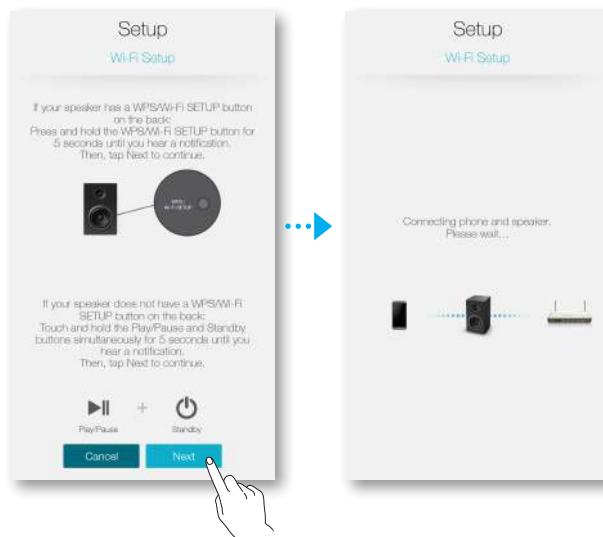 Setup
Wi-Fi Setup
If your speaker has a WPS/Wi-Fi SETUP button
on the back:
Press and hold the WPS/Wi-Fi SETUP button for
5 seconds until you hear a notification.
Then, tap Next to continue.
WPS /
Wi-Fi SETUP
If your speaker does not have a WPS/Wi-Fi
SETUP button on the back:
Touch and hold the Play/Pause and Standby
buttons simultaneously for 5 seconds until you
hear a notification.
Then, tap Next to continue.
+
Play/Pause
Standby
Cancel
Next
Setup
Wi-Fi Setup
Connecting phone and speaker.
Please wait...